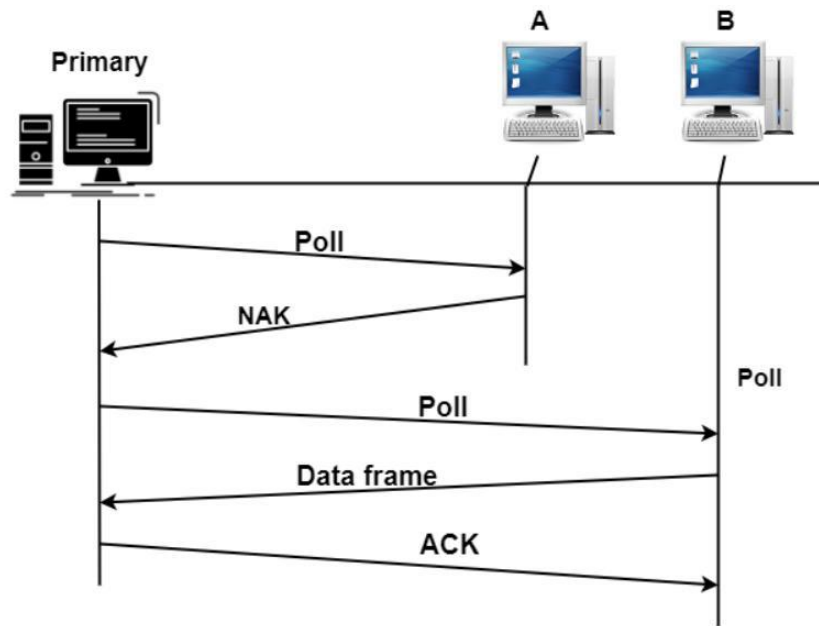 A
B
Primary
Poll
NAK
Poll
Poll
Data frame
ACK